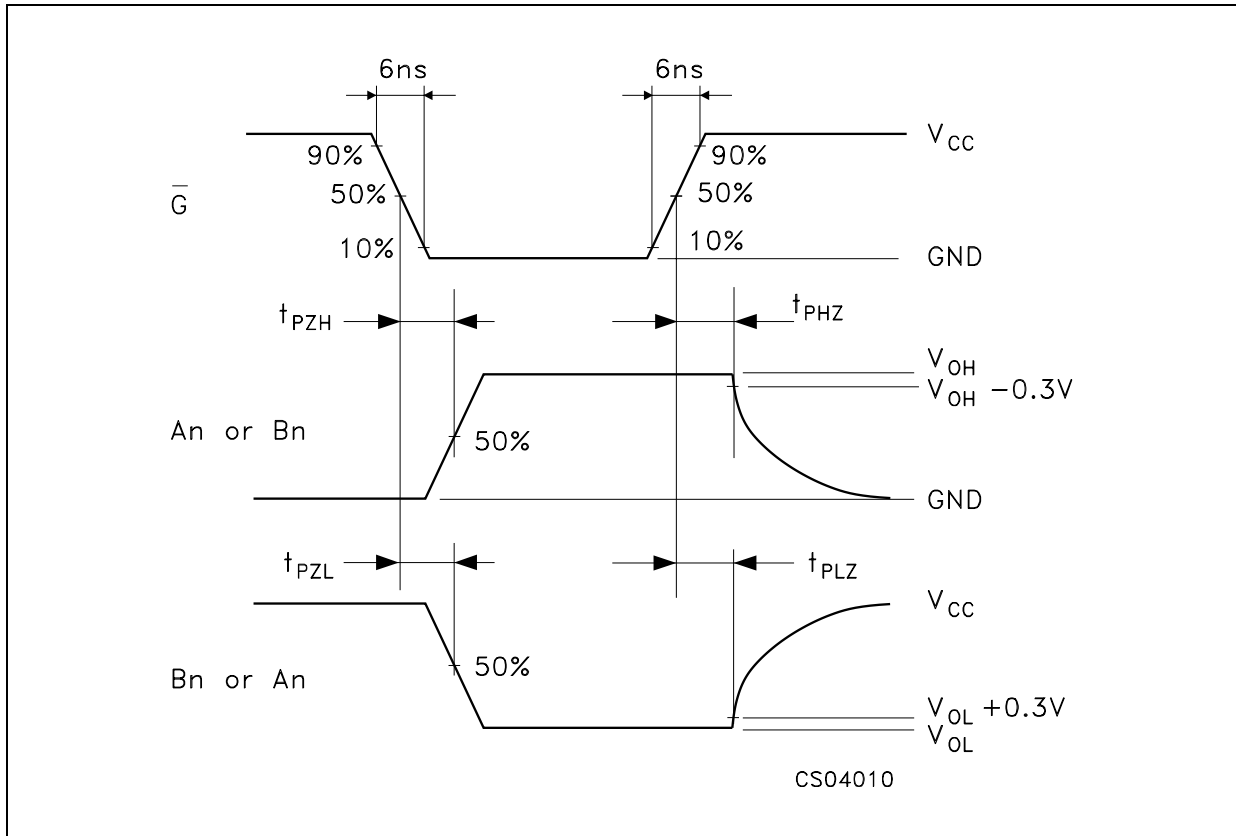 6ns 6ns
V_CC
90% 90%
G̅ 50% 50%
10% 10%
GND
t_PZH t_PHZ
V_OH
V_OH −0.3V
An or Bn 50%
GND
t_PZL t_PLZ
V_CC
50%
Bn or An
V_OL +0.3V
V_OL
CS04010